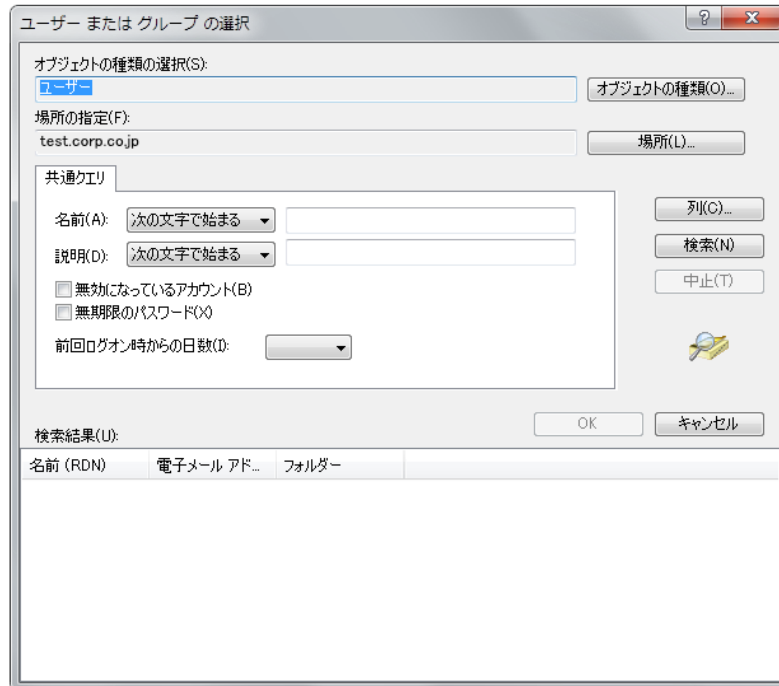 ユーザー または グループ の選択
オブジェクトの種類の選択(S):
ユーザー
オブジェクトの種類(O)...
場所の指定(F):
test.corp.co.jp
場所(L)...
共通クエリ
名前(A):
次の文字で始まる
列(C)...
説明(D):
次の文字で始まる
検索(N)
無効になっているアカウント(B)
中止(T)
無期限のパスワード(X)
前回ログオン時からの日数(I):
OK
キャンセル
検索結果(U):
名前 (RDN) 電子メール アド... フォルダー